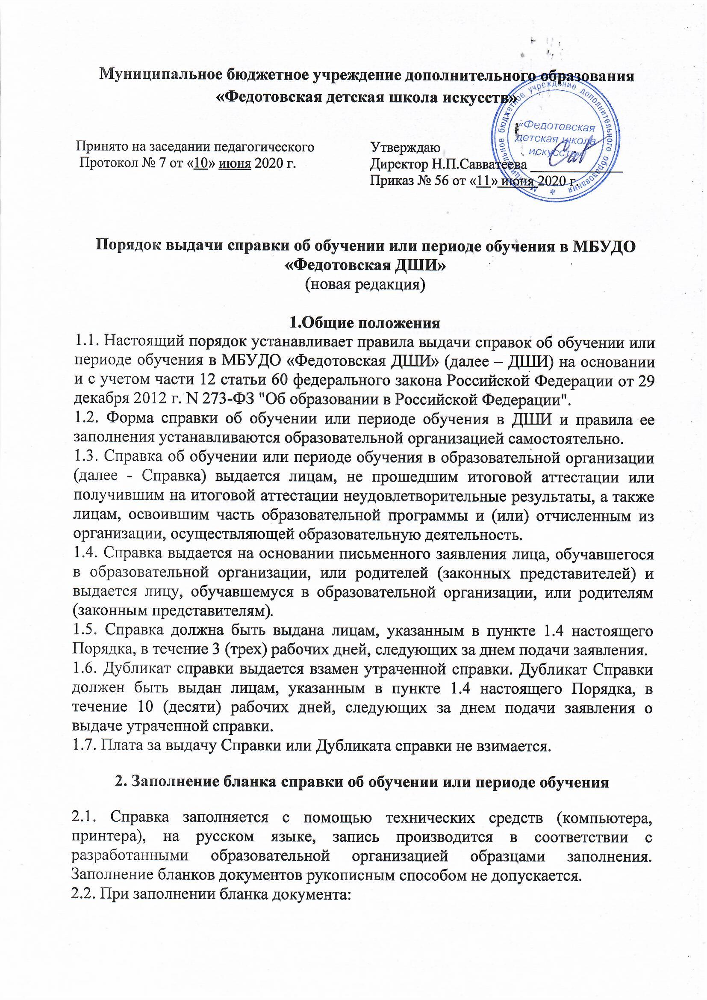 Муниципальное бюджетное учреждение дополнительного образования
«Федотовская детская школа искусств»
Принято на заседании педагогического
Протокол № 7 от «10» июня 2020 г.
Утверждаю
Директор Н.П.Савватеева
Приказ № 56 от «11» июня 2020 г.
Муниципальное бюджетное учреждение дополнительного образования *
«Федотовская
детская школа
искусств»
Порядок выдачи справки об обучении или периоде обучения в МБУДО
«Федотовская ДШИ»
(новая редакция)
1.Общие положения
1.1. Настоящий порядок устанавливает правила выдачи справок об обучении или
периоде обучения в МБУДО «Федотовская ДШИ» (далее – ДШИ) на основании
и с учетом части 12 статьи 60 федерального закона Российской Федерации от 29
декабря 2012 г. N 273-ФЗ "Об образовании в Российской Федерации".
1.2. Форма справки об обучении или периоде обучения в ДШИ и правила ее
заполнения устанавливаются образовательной организацией самостоятельно.
1.3. Справка об обучении или периоде обучения в образовательной организации
(далее - Справка) выдается лицам, не прошедшим итоговой аттестации или
получившим на итоговой аттестации неудовлетворительные результаты, а также
лицам, освоившим часть образовательной программы и (или) отчисленным из
организации, осуществляющей образовательную деятельность.
1.4. Справка выдается на основании письменного заявления лица, обучавшегося
в образовательной организации, или родителей (законных представителей) и
выдается лицу, обучавшемуся в образовательной организации, или родителям
(законным представителям).
1.5. Справка должна быть выдана лицам, указанным в пункте 1.4 настоящего
Порядка, в течение 3 (трех) рабочих дней, следующих за днем подачи заявления.
1.6. Дубликат справки выдается взамен утраченной справки. Дубликат Справки
должен быть выдан лицам, указанным в пункте 1.4 настоящего Порядка, в
течение 10 (десяти) рабочих дней, следующих за днем подачи заявления о
выдаче утраченной справки.
1.7. Плата за выдачу Справки или Дубликата справки не взимается.
2. Заполнение бланка справки об обучении или периоде обучения
2.1. Справка заполняется с помощью технических средств (компьютера,
принтера), на русском языке, запись производится в соответствии с
разработанными образовательной организацией образцами заполнения.
Заполнение бланков документов рукописным способом не допускается.
2.2. При заполнении бланка документа: